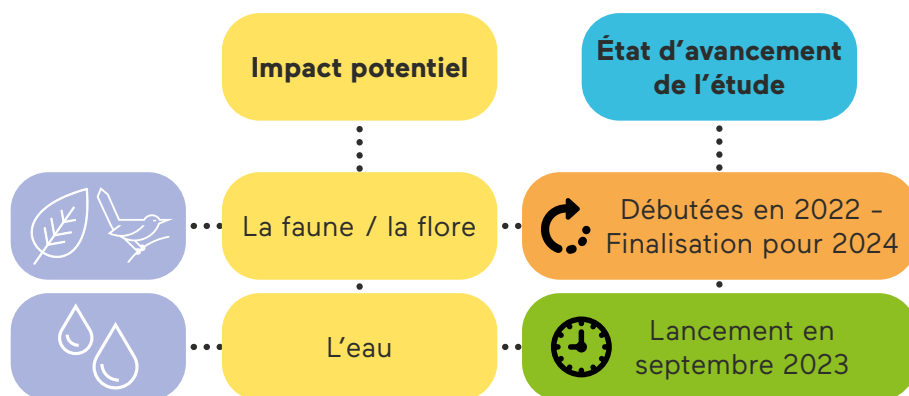 Impact potentiel
État d’avancement
de l’étude
La faune / la flore
Débutées en 2022 -
Finalisation pour 2024
L’eau
Lancement en
septembre 2023